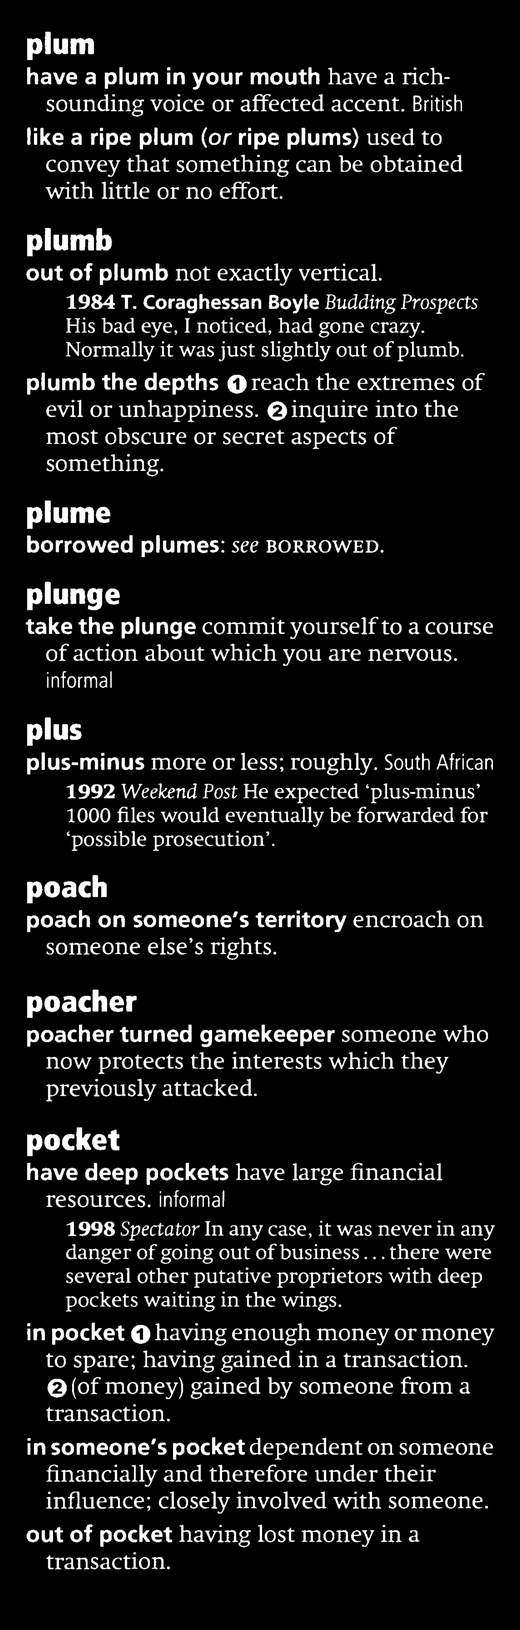 plum
have a plum in your mouth have a rich-
sounding voice or affected accent. British
like a ripe plum (or ripe plums) used to
convey that something can be obtained
with little or no effort.
plumb
out of plumb not exactly vertical.
1984 T. Coraghessan Boyle Budding Prospects
His bad eye, I noticed, had gone crazy.
Normally it was just slightly out of plumb.
plumb the depths ❶ reach the extremes of
evil or unhappiness. ❷ inquire into the
most obscure or secret aspects of
something.
plume
borrowed plumes: see BORROWED.
plunge
take the plunge commit yourself to a course
of action about which you are nervous.
informal
plus
plus-minus more or less; roughly. South African
1992 Weekend Post He expected ‘plus-minus’
1000 files would eventually be forwarded for
‘possible prosecution’.
poach
poach on someone's territory encroach on
someone else's rights.
poacher
poacher turned gamekeeper someone who
now protects the interests which they
previously attacked.
pocket
have deep pockets have large financial
resources. informal
1998 Spectator In any case, it was never in any
danger of going out of business . . . there were
several other putative proprietors with deep
pockets waiting in the wings.
in pocket ❶ having enough money or money
to spare; having gained in a transaction.
❷ (of money) gained by someone from a
transaction.
in someone's pocket dependent on someone
financially and therefore under their
influence; closely involved with someone.
out of pocket having lost money in a
transaction.